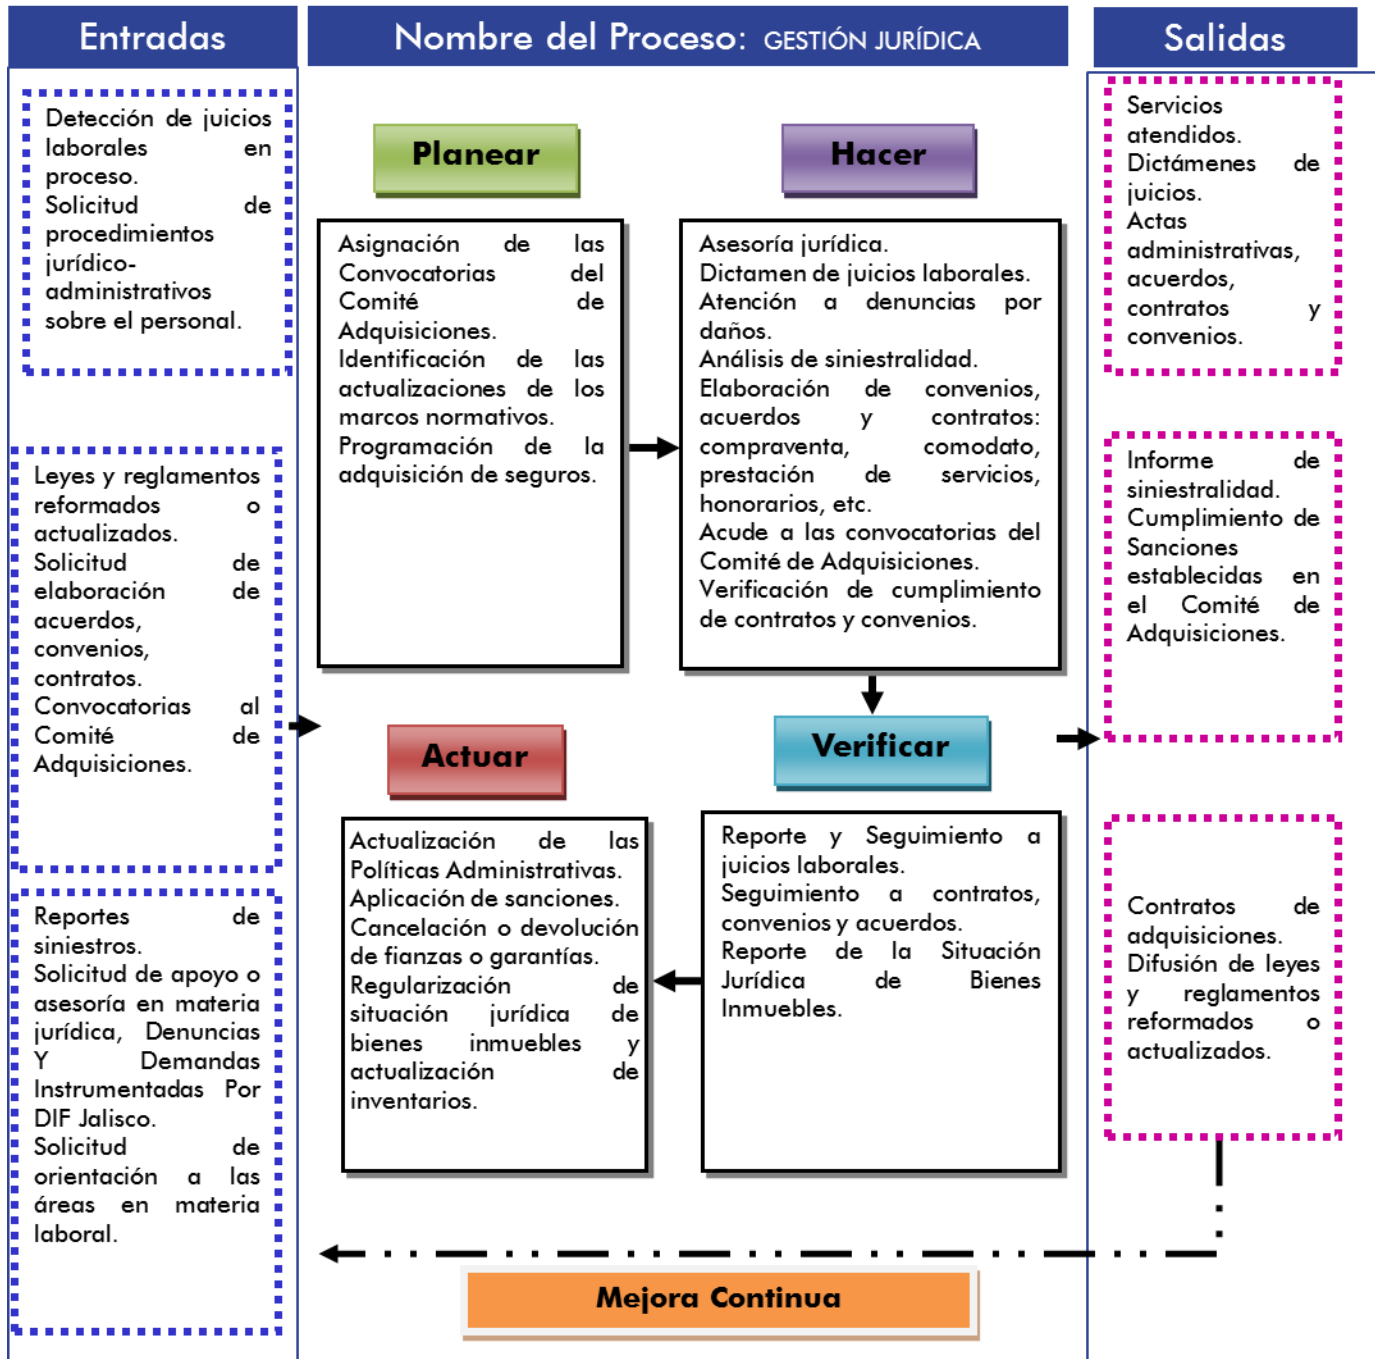 Entradas
Nombre del Proceso: GESTIÓN JURÍDICA
Salidas
Detección de juicios
laborales en
proceso.
Solicitud de
procedimientos
jurídico-
administrativos
sobre el personal.
Leyes y reglamentos
reformados o
actualizados.
Solicitud de
elaboración de
acuerdos,
convenios,
contratos.
Convocatorias al
Comité de
Adquisiciones.
Reportes de
siniestros.
Solicitud de apoyo o
asesoría en materia
jurídica, Denuncias
Y Demandas
Instrumentadas Por
DIF Jalisco.
Solicitud de
orientación a las
áreas en materia
laboral.
Planear
Asignación de las
Convocatorias del
Comité de
Adquisiciones.
Identificación de las
actualizaciones de los
marcos normativos.
Programación de la
adquisición de seguros.
Hacer
Asesoría jurídica.
Dictamen de juicios laborales.
Atención a denuncias por
daños.
Análisis de siniestralidad.
Elaboración de convenios,
acuerdos y contratos:
compraventa, comodato,
prestación de servicios,
honorarios, etc.
Acude a las convocatorias del
Comité de Adquisiciones.
Verificación de cumplimiento
de contratos y convenios.
Actuar
Actualización de las
Políticas Administrativas.
Aplicación de sanciones.
Cancelación o devolución
de fianzas o garantías.
Regularización de
situación jurídica de
bienes inmuebles y
actualización de
inventarios.
Verificar
Reporte y Seguimiento a
juicios laborales.
Seguimiento a contratos,
convenios y acuerdos.
Reporte de la Situación
Jurídica de Bienes
Inmuebles.
Servicios
atendidos.
Dictámenes de
juicios.
Actas
administrativas,
acuerdos,
contratos y
convenios.
Informe de
siniestralidad.
Cumplimiento de
Sanciones
establecidas en
el Comité de
Adquisiciones.
Contratos de
adquisiciones.
Difusión de leyes
y reglamentos
reformados o
actualizados.
Mejora Continua